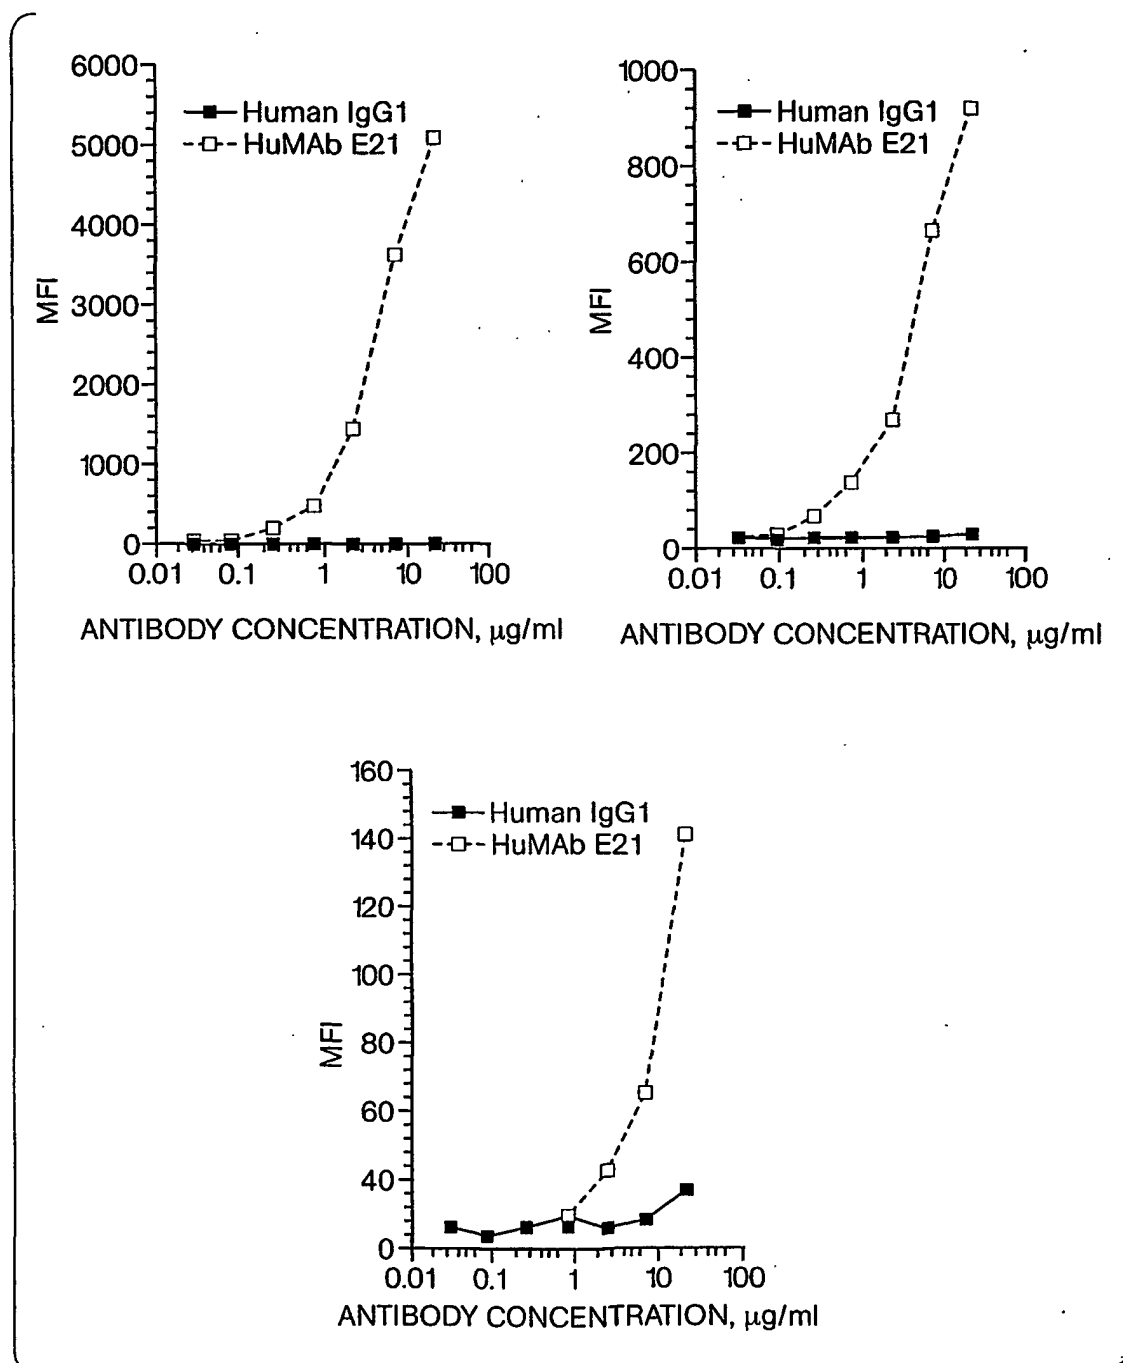 6000
5000
4000
3000
2000
1000
0
MFI
Human IgG1
HuMAb E21
0.01 0.1 1 10 100
ANTIBODY CONCENTRATION, μg/ml
1000
800
600
400
200
0
MFI
Human IgG1
HuMAb E21
0.01 0.1 1 10 100
ANTIBODY CONCENTRATION, μg/ml
160
140
120
100
80
60
40
0
MFI
Human IgG1
HuMAb E21
0.01 0.1 1 10 100
ANTIBODY CONCENTRATION, μg/ml